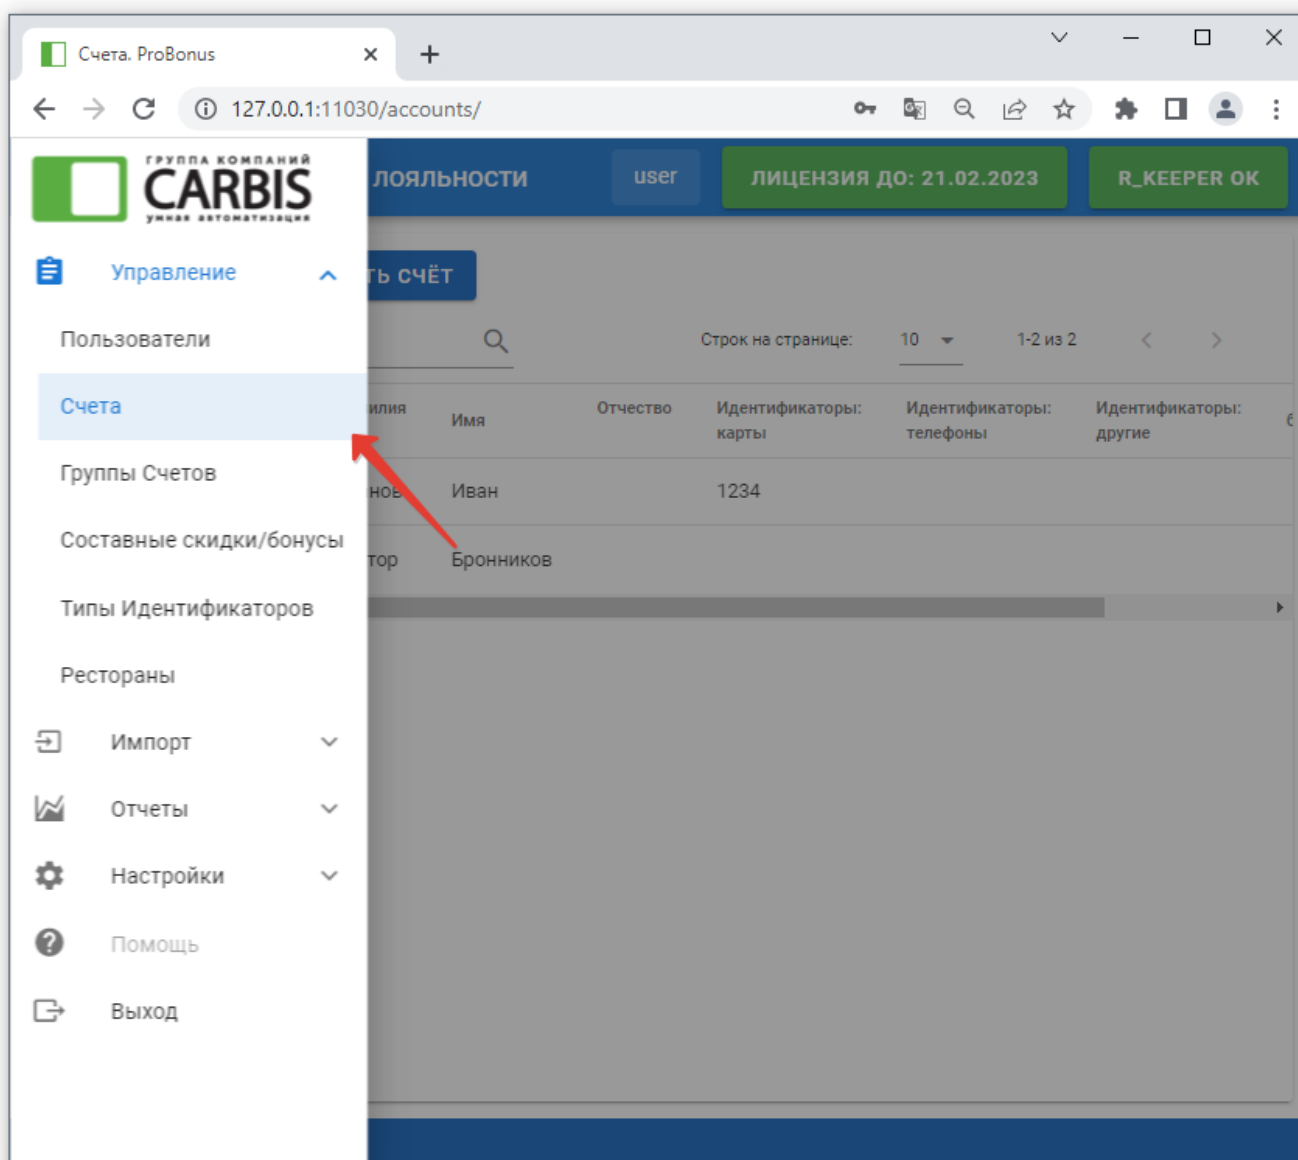 Счета. ProBonus
127.0.0.1:11030/accounts/
ГРУППА КОМПАНИЙ
CARBIS
умная автоматизация
ЛОЯЛЬНОСТИ
user
ЛИЦЕНЗИЯ ДО: 21.02.2023
R_KEEPER OK
Управление
ТЬ СЧЁТ
Пользователи
Строк на странице:
10
1-2 из 2
Счета
илия
Имя
Отчество
Идентификаторы:
карты
Идентификаторы:
телефоны
Идентификаторы:
другие
Группы Счетов
нов
Иван
1234
Составные скидки/бонусы
тор
Бронников
Типы Идентификаторов
Рестораны
Импорт
Отчеты
Настройки
Помощь
Выход